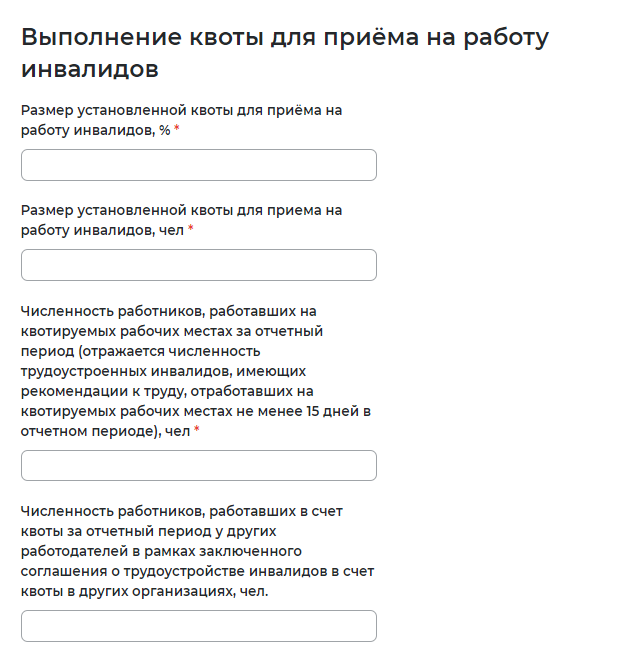 Выполнение квоты для приёма на работу
инвалидов
Размер установленной квоты для приёма на
работу инвалидов, % *
Размер установленной квоты для приема на
работу инвалидов, чел *
Численность работников, работавших на
квотируемых рабочих местах за отчетный
период (отражается численность
трудоустроенных инвалидов, имеющих
рекомендации к труду, отработавших на
квотируемых рабочих местах не менее 15 дней в
отчетном периоде), чел *
Численность работников, работавших в счет
квоты за отчетный период у других
работодателей в рамках заключенного
соглашения о трудоустройстве инвалидов в счет
квоты в других организациях, чел.